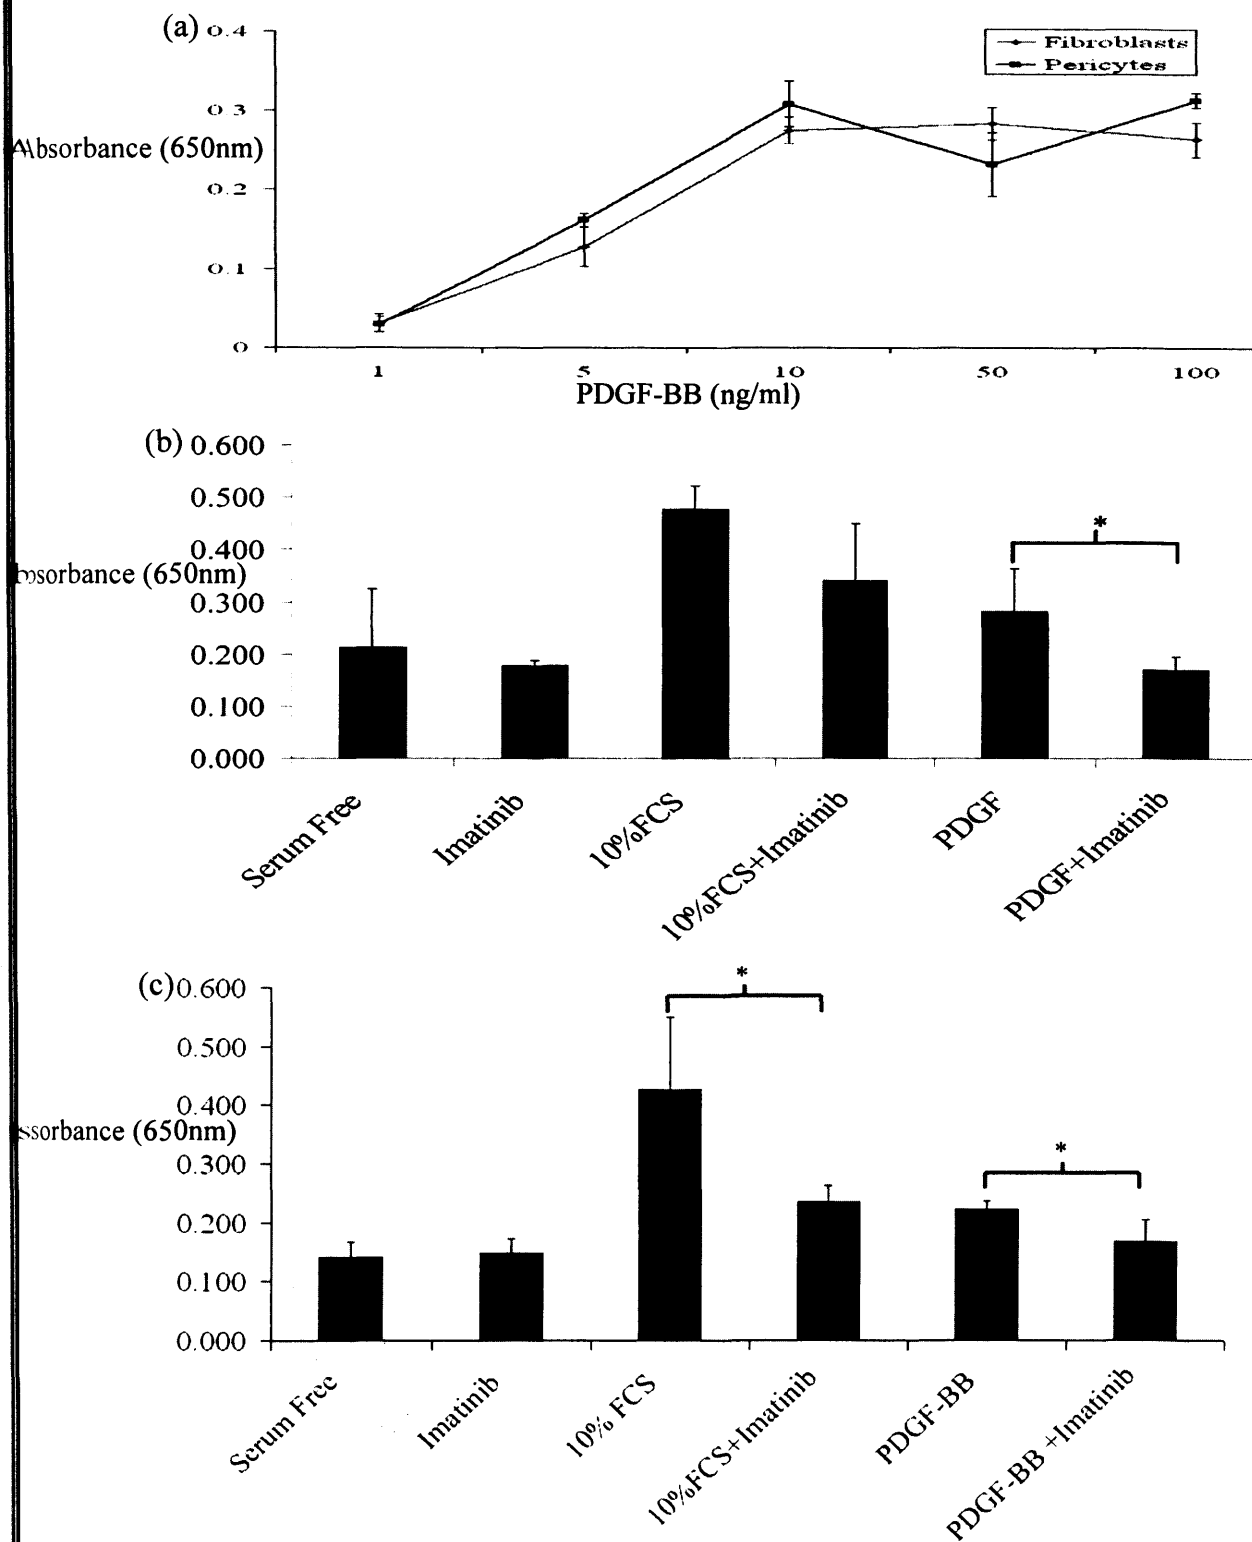 (a) 0.4
Fibroblasts
Pericytes
0.3
Absorbance (650nm)
0.2
0.1
0
1 5 10 50 100
PDGF-BB (ng/ml)
(b) 0.600
0.500
0.400
*
bsorbance (650nm)
0.300
0.200
0.100
0.000
Serum Free
Imatinib
10%FCS
10%FCS+Imatinib
PDGF
PDGF+Imatinib
(c) 0.600
*
0.500
0.400
ssorbance (650nm)
0.300
*
0.200
0.100
0.000
Serum Free
Imatinib
10% FCS
10%FCS+Imatinib
PDGF-BB
PDGF-BB +Imatinib